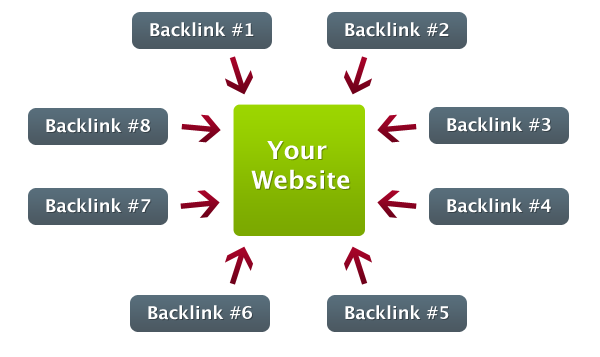 Backlink #1
Backlink #2
Backlink #8
Backlink #3
Your
Website
Backlink #7
Backlink #4
Backlink #6
Backlink #5